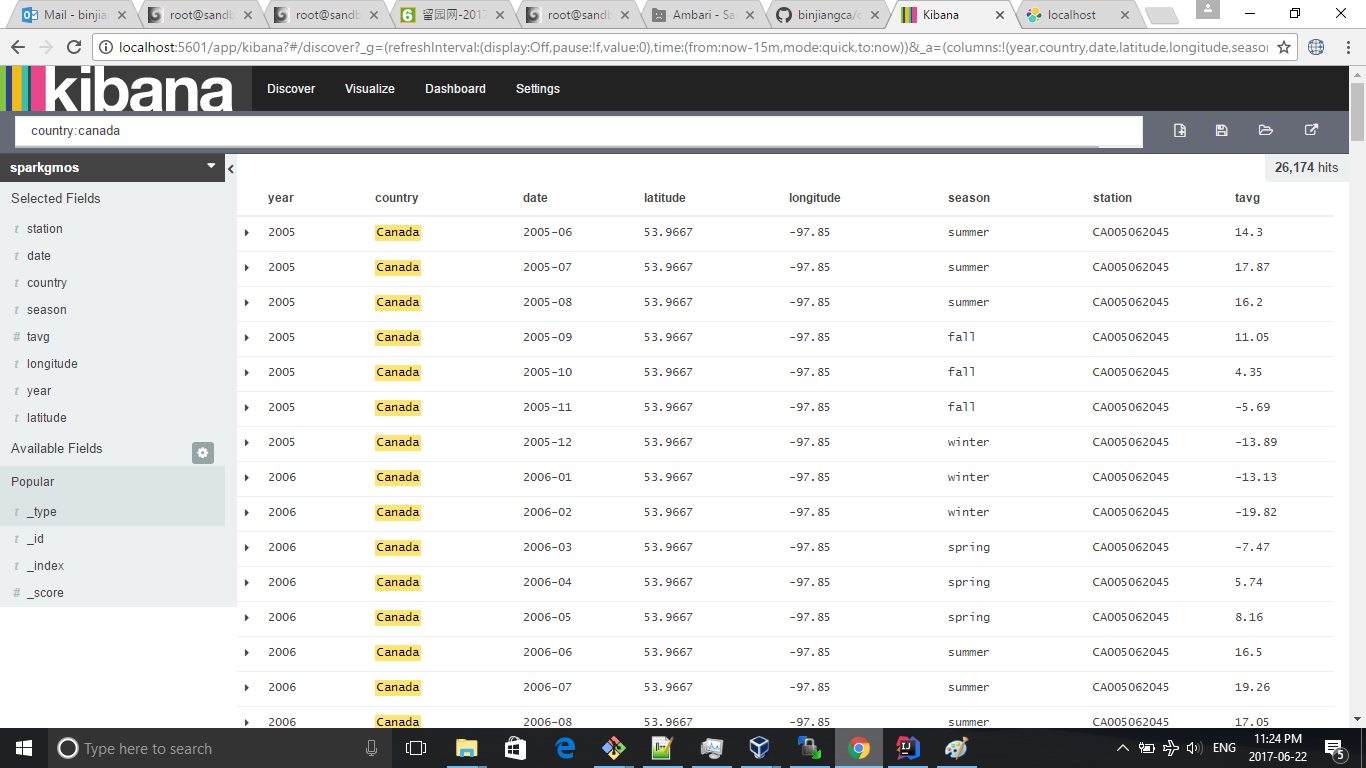 Mail - binjia
root@sandb
root@sandb
留园网-2017
root@sandb
Ambari - Sa
binjiangca/c
Kibana
localhost
localhost:5601/app/kibana?#/discover?_g=(refreshInterval:(display:Off,pause:!f,value:0),time:(from:now-15m,mode:quick,to:now))&_a=(columns:!(year,country,date,latitude,longitude,seaso
kibana
Discover Visualize Dashboard Settings
country:canada
sparkgmos
26,174 hits
Selected Fields
t station
t date
t country
t season
# tavg
t longitude
t year
t latitude
Available Fields
Popular
t _type
t _id
t _index
# _score
year country date latitude longitude season station tavg
2005 Canada 2005-06 53.9667 -97.85 summer CA005062045 14.3
2005 Canada 2005-07 53.9667 -97.85 summer CA005062045 17.87
2005 Canada 2005-08 53.9667 -97.85 summer CA005062045 16.2
2005 Canada 2005-09 53.9667 -97.85 fall CA005062045 11.05
2005 Canada 2005-10 53.9667 -97.85 fall CA005062045 4.35
2005 Canada 2005-11 53.9667 -97.85 fall CA005062045 -5.69
2005 Canada 2005-12 53.9667 -97.85 winter CA005062045 -13.89
2006 Canada 2006-01 53.9667 -97.85 winter CA005062045 -13.13
2006 Canada 2006-02 53.9667 -97.85 winter CA005062045 -19.82
2006 Canada 2006-03 53.9667 -97.85 spring CA005062045 -7.47
2006 Canada 2006-04 53.9667 -97.85 spring CA005062045 5.74
2006 Canada 2006-05 53.9667 -97.85 spring CA005062045 8.16
2006 Canada 2006-06 53.9667 -97.85 summer CA005062045 16.5
2006 Canada 2006-07 53.9667 -97.85 summer CA005062045 19.26
2006 Canada 2006-08 53.9667 -97.85 summer CA005062045 17.05
Type here to search
ENG
11:24 PM
2017-06-22
5